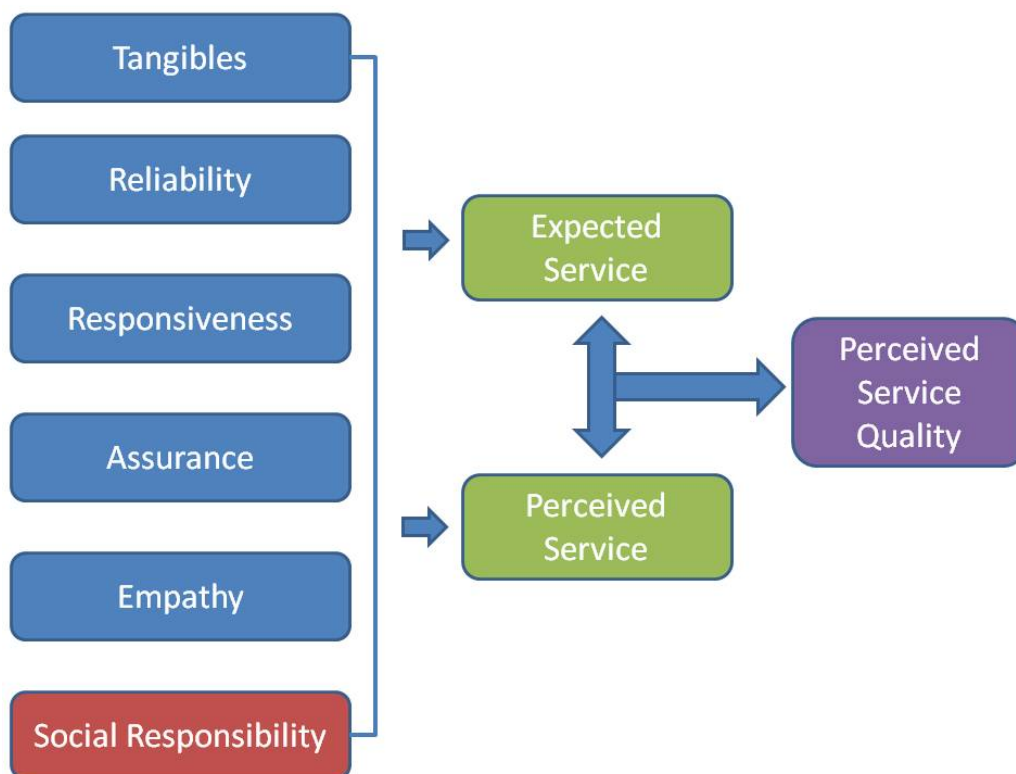 Tangibles
Reliability
Responsiveness
Assurance
Empathy
Social Responsibility
Expected
Service
Perceived
Service
Perceived
Service
Quality